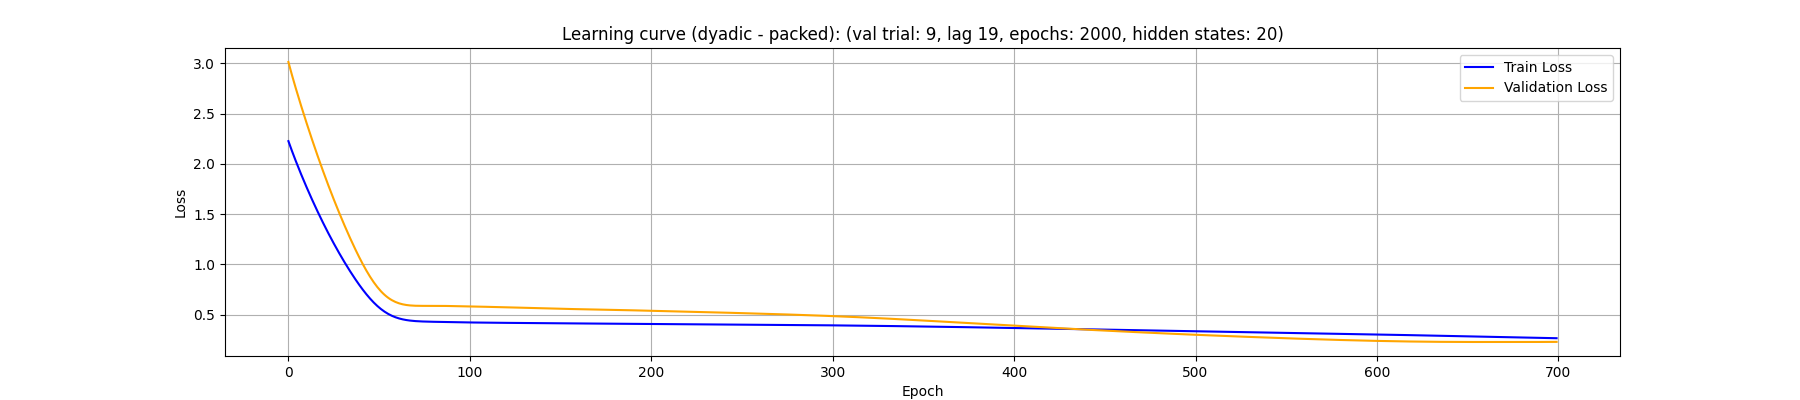 Learning curve (dyadic - packed): (val trial: 9, lag 19, epochs: 2000, hidden states: 20)
Train Loss
Validation Loss
Loss
3.0
2.5
2.0
1.5
1.0
0.5
0 100 200 300 400 500 600 700
Epoch